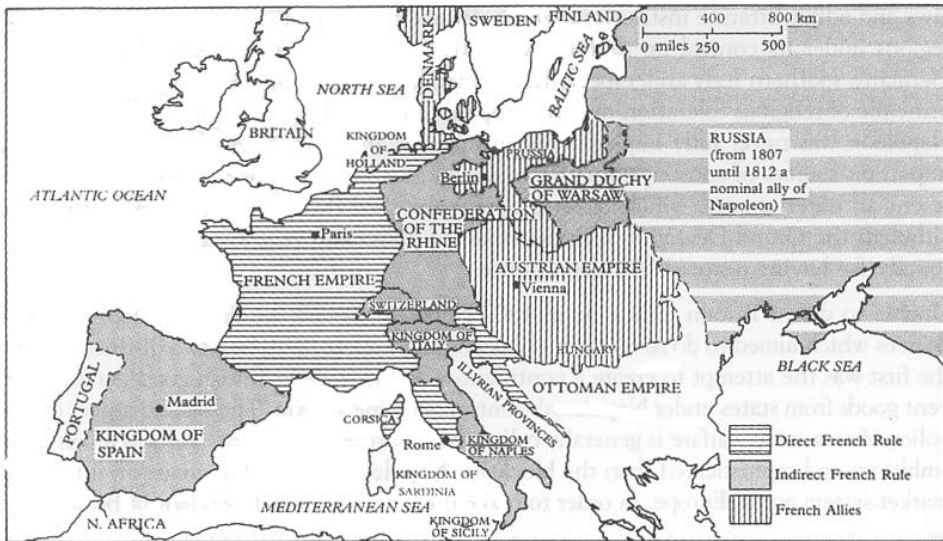 SWEDEN
FINLAND
0 400 800 km
0 miles 250 500
DENMARK
BALTIC SEA
NORTH SEA
BRITAIN
KINGDOM
OF
HOLLAND
PRUSSIA
Berlin
RUSSIA
(from 1807
until 1812 a
nominal ally of
Napoleon)
GRAND DUCHY
OF WARSAW
ATLANTIC OCEAN
CONFEDERATION
OF THE
RHINE
Paris
FRENCH EMPIRE
AUSTRIAN EMPIRE
Vienna
SWITZERLAND
KINGDOM OF
ITALY
HUNGARY
BLACK SEA
ILLYRIAN PROVINCES
OTTOMAN EMPIRE
PORTUGAL
Madrid
KINGDOM OF
SPAIN
CORSICA
Rome
KINGDOM
OF NAPLES
KINGDOM OF
SARDINIA
MEDITERRANEAN SEA
KINGDOM
OF SICILY
N. AFRICA
Direct French Rule
Indirect French Rule
French Allies